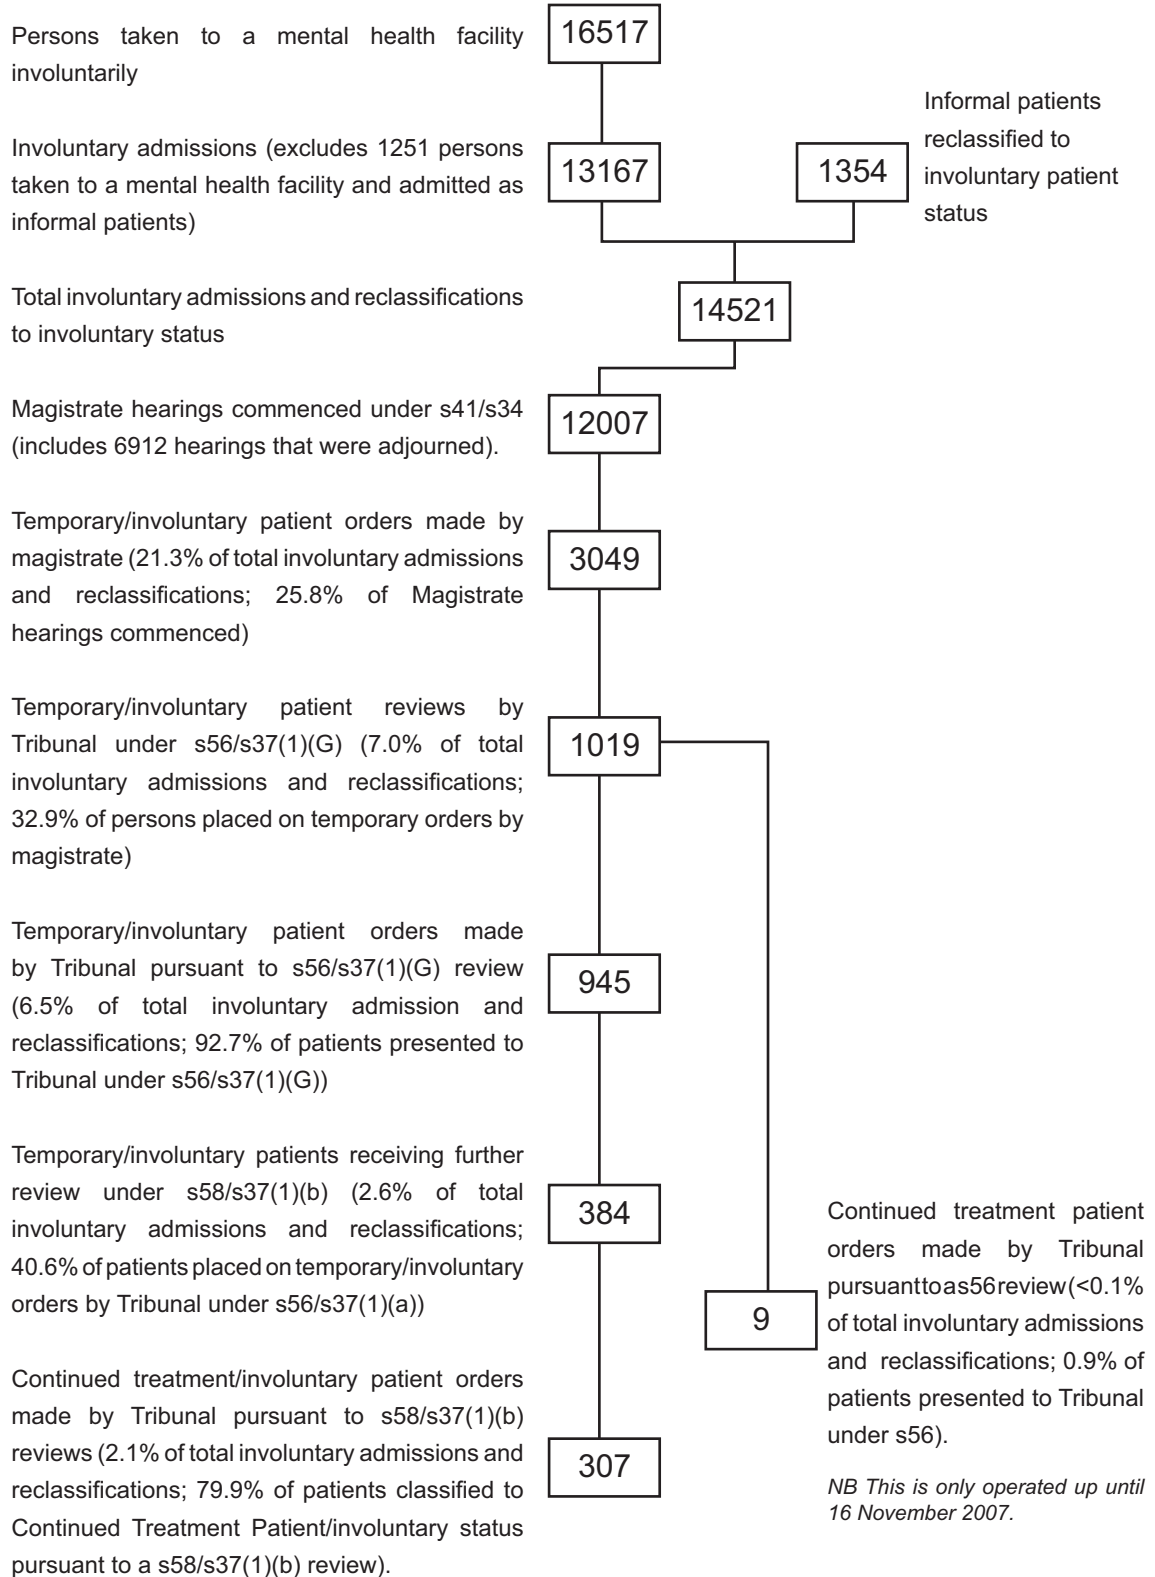 Persons taken to a mental health facility
involuntarily
16517
Informal patients
reclassified to
involuntary patient
status
Involuntary admissions (excludes 1251 persons
taken to a mental health facility and admitted as
informal patients)
13167
1354
Total involuntary admissions and reclassifications
to involuntary status
14521
Magistrate hearings commenced under s41/s34
(includes 6912 hearings that were adjourned).
12007
Temporary/involuntary patient orders made by
magistrate (21.3% of total involuntary admissions
and reclassifications; 25.8% of Magistrate
hearings commenced)
3049
Temporary/involuntary patient reviews by
Tribunal under s56/s37(1)(G) (7.0% of total
involuntary admissions and reclassifications;
32.9% of persons placed on temporary orders by
magistrate)
1019
Temporary/involuntary patient orders made
by Tribunal pursuant to s56/s37(1)(G) review
(6.5% of total involuntary admission and
reclassifications; 92.7% of patients presented to
Tribunal under s56/s37(1)(G))
945
Temporary/involuntary patients receiving further
review under s58/s37(1)(b) (2.6% of total
involuntary admissions and reclassifications;
40.6% of patients placed on temporary/involuntary
orders by Tribunal under s56/s37(1)(a))
384
9
Continued treatment patient
orders made by Tribunal
pursuant to a s56 review (<0.1%
of total involuntary admissions
and reclassifications; 0.9% of
patients presented to Tribunal
under s56).
NB This is only operated up until
16 November 2007.
Continued treatment/involuntary patient orders
made by Tribunal pursuant to s58/s37(1)(b)
reviews (2.1% of total involuntary admissions and
reclassifications; 79.9% of patients classified to
Continued Treatment Patient/involuntary status
pursuant to a s58/s37(1)(b) review).
307